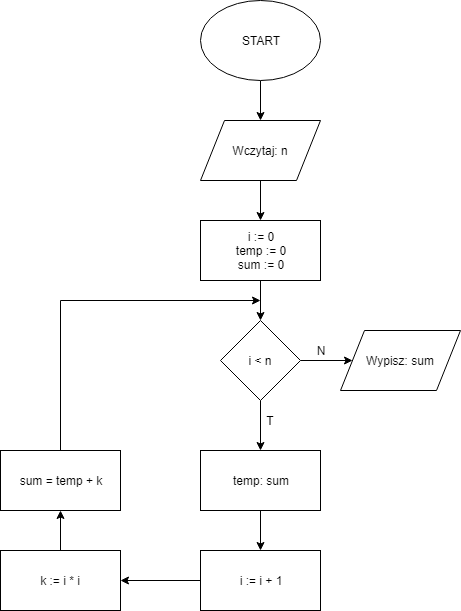 START
Wczytaj: n
i := 0
temp := 0
sum := 0
i < n
N
Wypisz: sum
T
temp: sum
i := i + 1
k := i * i
sum = temp + k